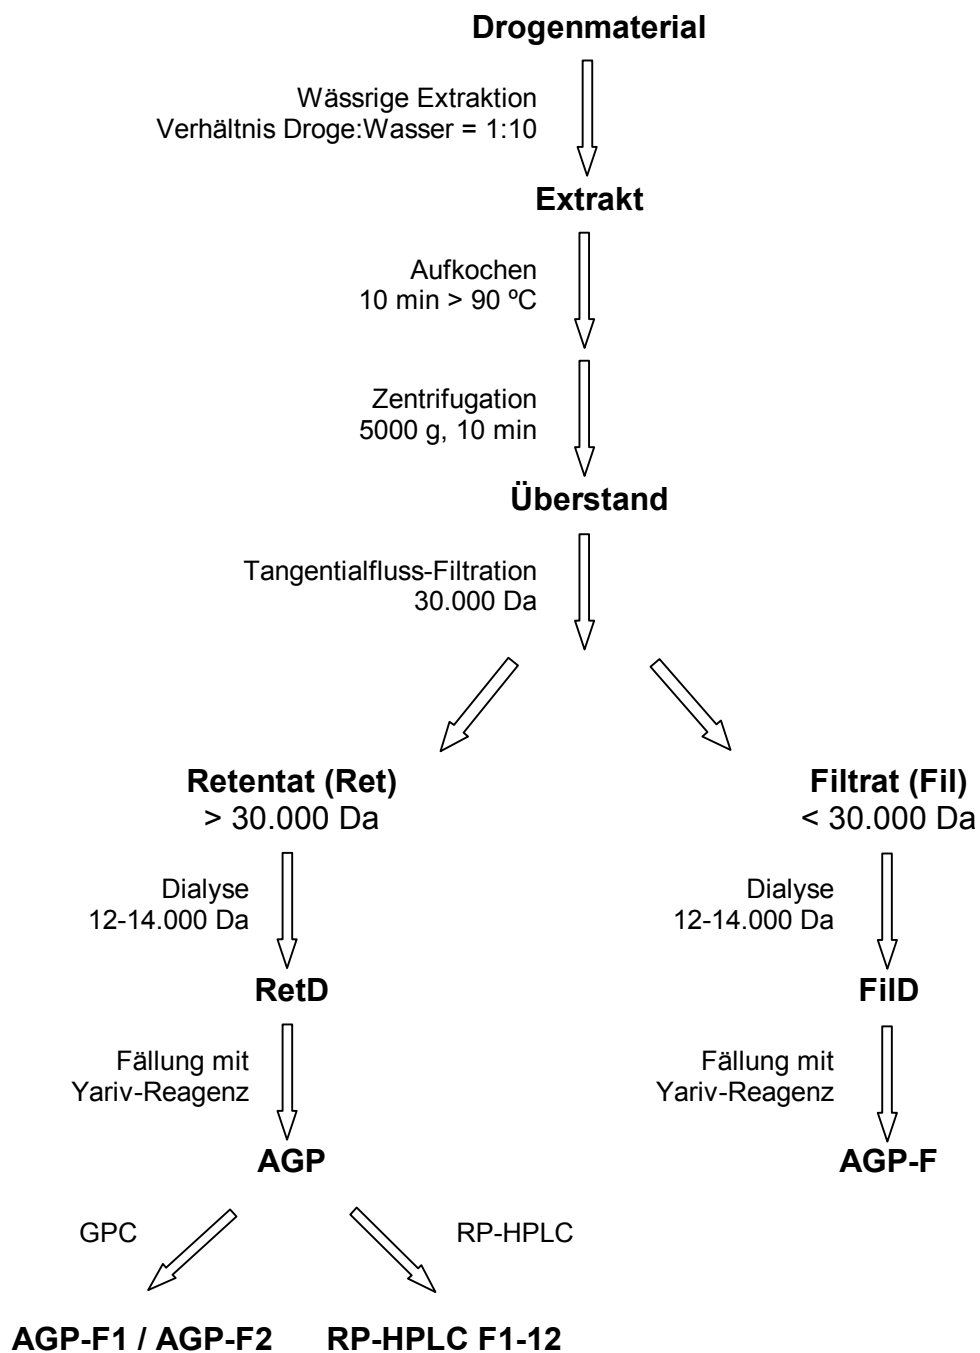 Drogenmaterial
Wässrige Extraktion
Verhältnis Droge:Wasser = 1:10
Extrakt
Aufkochen
10 min > 90 ºC
Zentrifugation
5000 g, 10 min
Überstand
Tangentialfluss-Filtration
30.000 Da
Retentat (Ret)
> 30.000 Da
Filtrat (Fil)
< 30.000 Da
Dialyse
12-14.000 Da
Dialyse
12-14.000 Da
RetD
FilD
Fällung mit
Yariv-Reagenz
Fällung mit
Yariv-Reagenz
AGP
AGP-F
GPC
RP-HPLC
AGP-F1 / AGP-F2
RP-HPLC F1-12